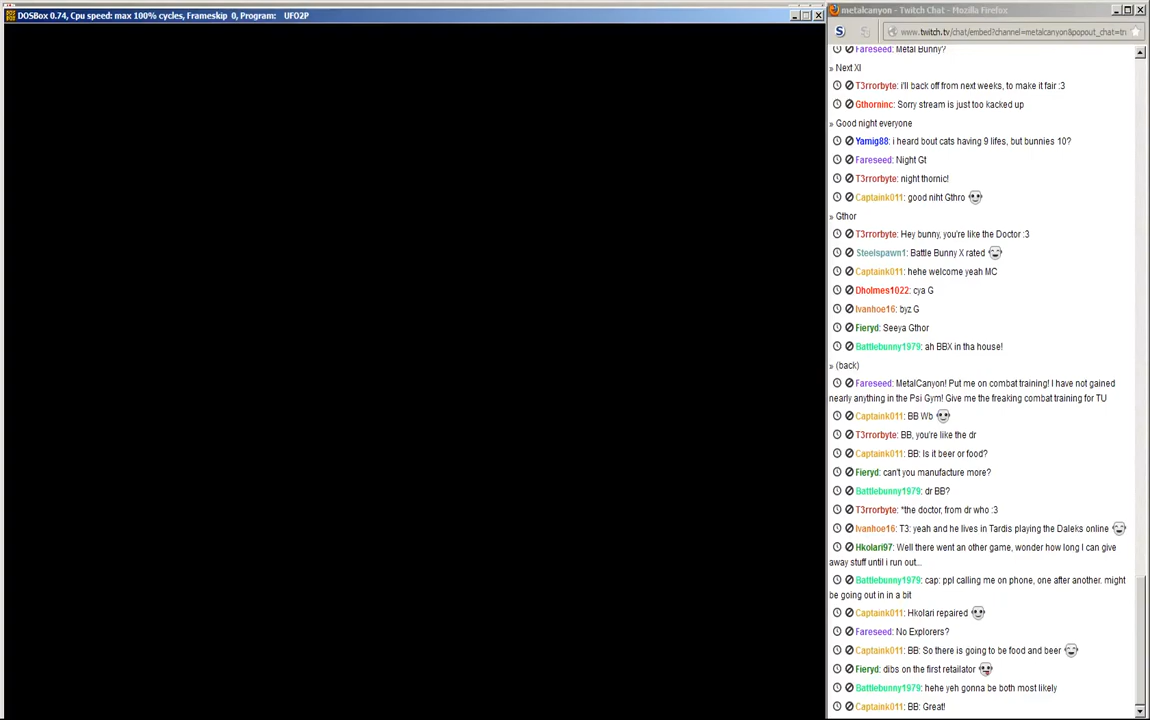 DOSBox 0.74, Cpu speed: max 100% cycles, Frameskip 0, Program: UFO2P
metalcanyon - Twitch Chat - Mozilla Firefox
www.twitch.tv/chat/embed?channel=metalcanyon&popout_chat=tr
Fareseed: Metal Bunny?
» Next XI
T3rrorbyte: i'll back off from next weeks, to make it fair :3
Gthorninc: Sorry stream is just too kacked up
» Good night everyone
Yamig88: i heard bout cats having 9 lifes, but bunnies 10?
Fareseed: Night Gt
T3rrorbyte: night thornic!
Captaink011: good niht Gthro
» Gthor
T3rrorbyte: Hey bunny, you're like the Doctor :3
Steelspawn1: Battle Bunny X rated
Captaink011: hehe welcome yeah MC
Dholmes1022: cya G
Ivanhoe16: byz G
Fieryd: Seeya Gthor
Battlebunny1979: ah BBX in tha house!
» (back)
Fareseed: MetalCanyon! Put me on combat training! I have not gained
nearly anything in the Psi Gym! Give me the freaking combat training for TU
Captaink011: BB Wb
T3rrorbyte: BB, you're like the dr
Captaink011: BB: Is it beer or food?
Fieryd: can't you manufacture more?
Battlebunny1979: dr BB?
T3rrorbyte: *the doctor, from dr who :3
Ivanhoe16: T3: yeah and he lives in Tardis playing the Daleks online
Hkolari97: Well there went an other game, wonder how long I can give
away stuff until i run out...
Battlebunny1979: cap: ppl calling me on phone, one after another. might
be going out in in a bit
Captaink011: Hkolari repaired
Fareseed: No Explorers?
Captaink011: BB: So there is going to be food and beer
Fieryd: dibs on the first retailator
Battlebunny1979: hehe yeh gonna be both most likely
Captaink011: BB: Great!